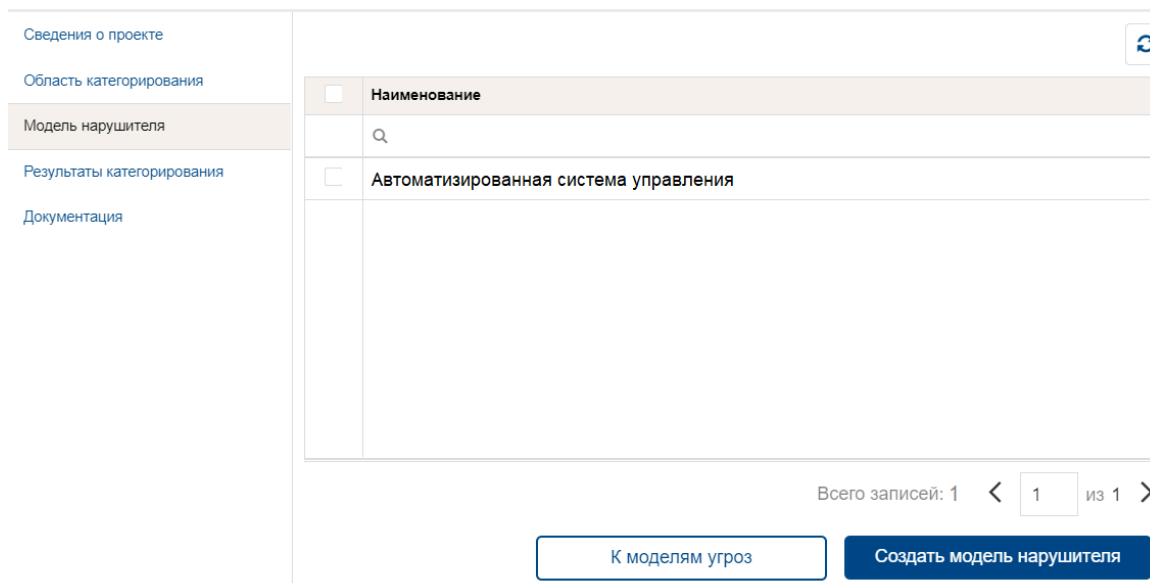 Сведения о проекте
Область категорирования
Модель нарушителя
Результаты категорирования
Документация
Наименование
Автоматизированная система управления
Всего записей: 1
1 из 1
К моделям угроз
Создать модель нарушителя